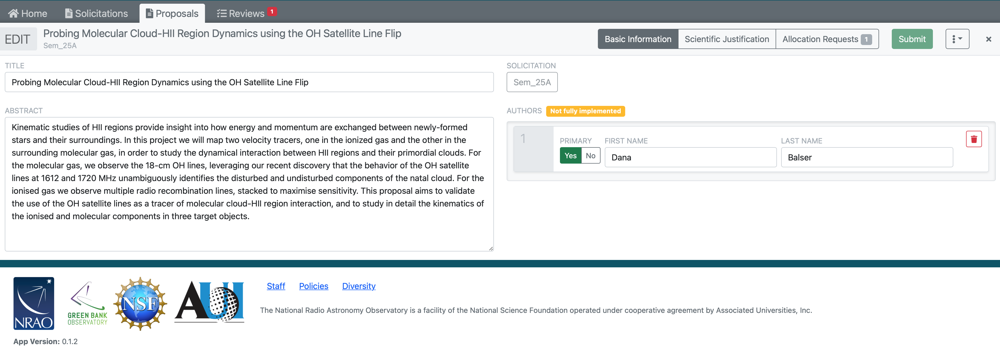 Home Solicitations Proposals Reviews 1
EDIT Probing Molecular Cloud-HII Region Dynamics using the OH Satellite Line Flip
Sem_25A
Basic Information Scientific Justification Allocation Requests 1 Submit
TITLE
Probing Molecular Cloud-HII Region Dynamics using the OH Satellite Line Flip
SOLICITATION
Sem_25A
ABSTRACT
Kinematic studies of HII regions provide insight into how energy and momentum are exchanged between newly-formed
stars and their surroundings. In this project we will map two velocity tracers, one in the ionized gas and the other in the
surrounding molecular gas, in order to study the dynamical interaction between HII regions and their primordial clouds. For
the molecular gas, we observe the 18-cm OH lines, leveraging our recent discovery that the behavior of the OH satellite
lines at 1612 and 1720 MHz unambiguously identifies the disturbed and undisturbed components of the natal cloud. For the
ionised gas we observe multiple radio recombination lines, stacked to maximise sensitivity. This proposal aims to validate
the use of the OH satellite lines as a tracer of molecular cloud-HII region interaction, and to study in detail the kinematics of
the ionised and molecular components in three target objects.
AUTHORS Not fully implemented
1
PRIMARY FIRST NAME LAST NAME
Yes No Dana Balser
NRAO
GREEN BANK
OBSERVATORY
NSF
AUI
Staff Policies Diversity
The National Radio Astronomy Observatory is a facility of the National Science Foundation operated under cooperative agreement by Associated Universities, Inc.
App Version: 0.1.2